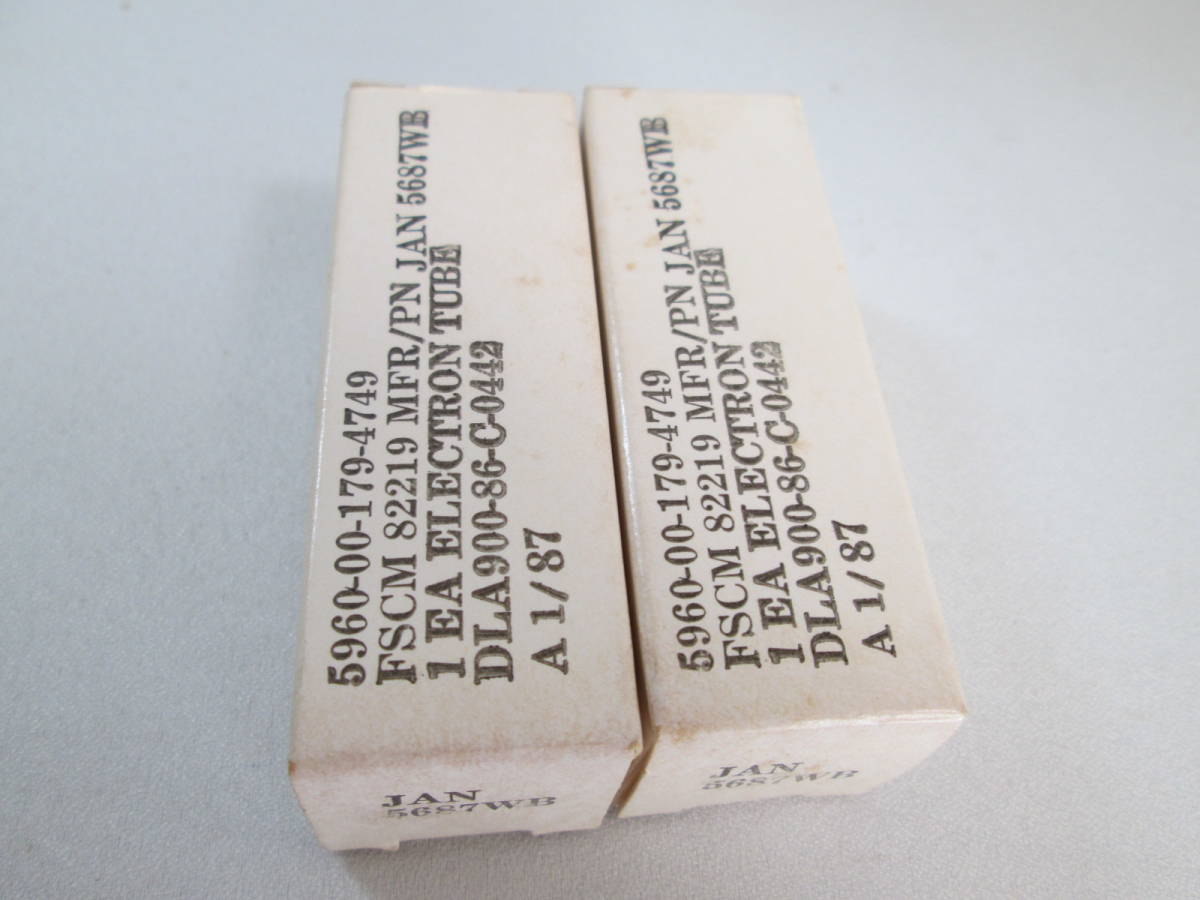 5960-00-179-4749
FSCM 82219 MFR/PN JAN 5687WB
1 EA ELECTRON TUBE
DLA900-86-C-0442
A 1/87
JAN
5687WB
5960-00-179-4749
FSCM 82219 MFR/PN JAN 5687WB
1 EA ELECTRON TUBE
DLA900-86-C-0442
A 1/87
JAN
5687WB